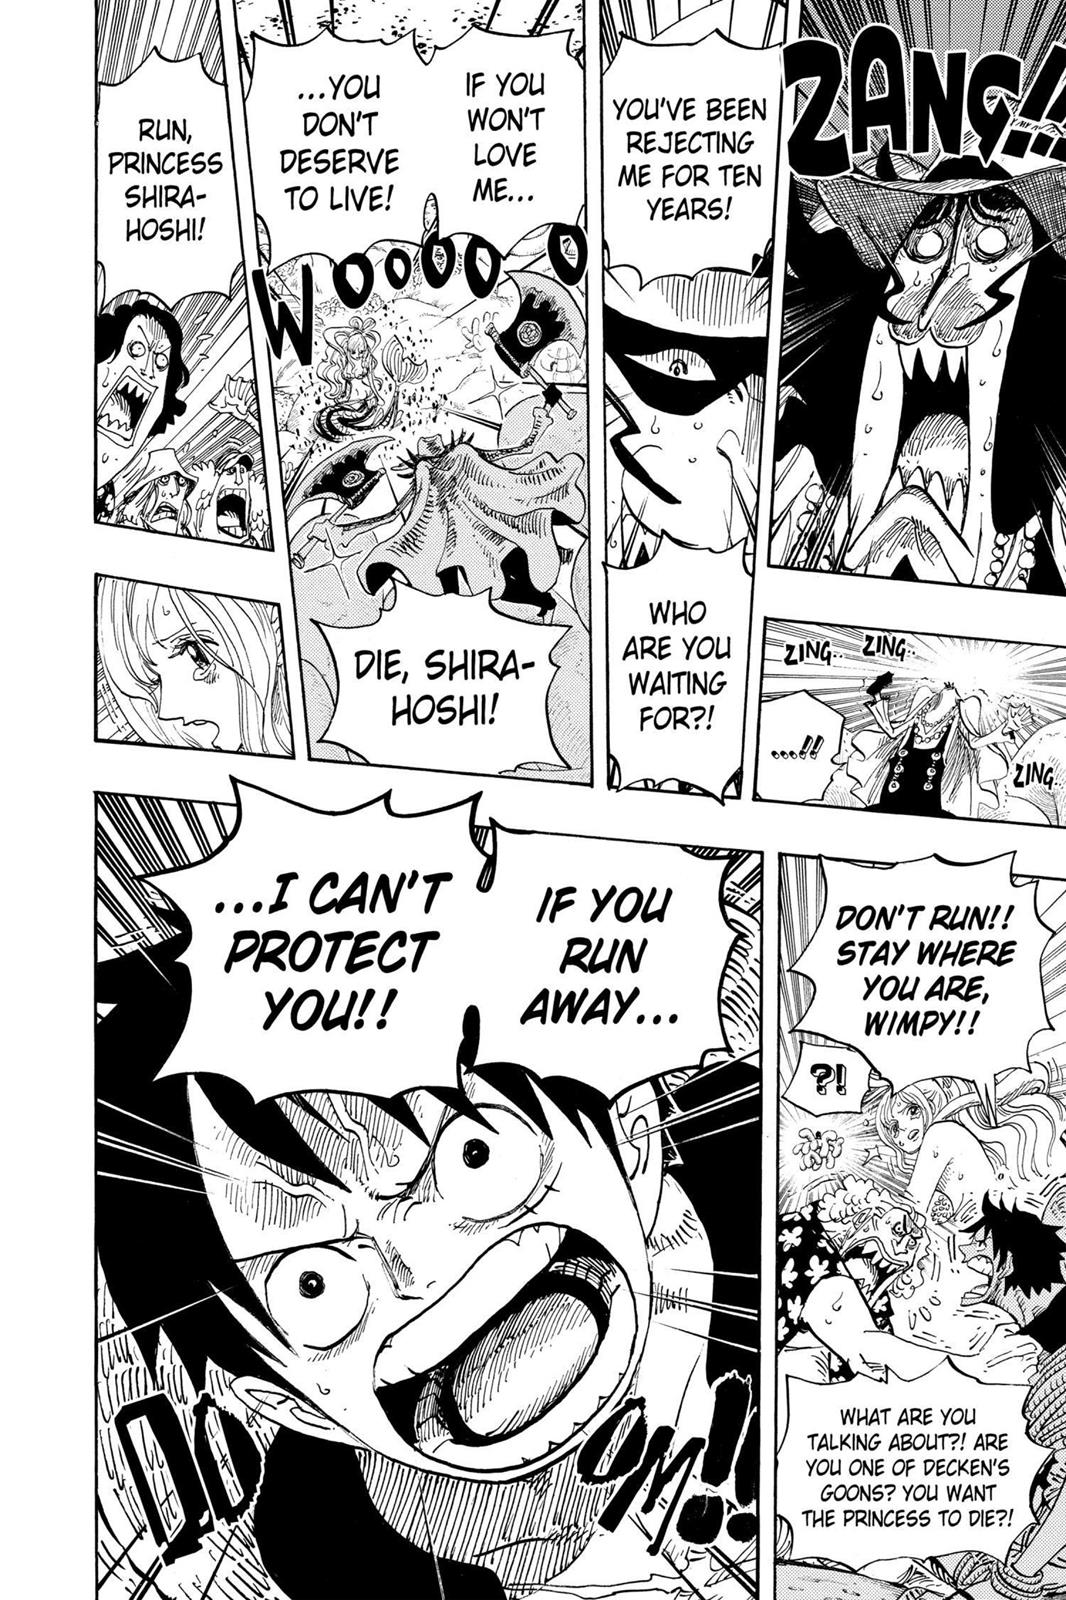 ZANG!!
ZING..
ZING..
ZING..
...!!
YOU'VE BEEN
REJECTING
ME FOR TEN
YEARS!
WHO
ARE YOU
WAITING
FOR?!
IF YOU
WON'T
LOVE
ME...
...YOU
DON'T
DESERVE
TO LIVE!
WOOOOOO
DIE, SHIRA-
HOSHI!
RUN,
PRINCESS
SHIRA-
HOSHI!
DON'T RUN!!
STAY WHERE
YOU ARE,
WIMPY!!
?!
WHAT ARE YOU
TALKING ABOUT?! ARE
YOU ONE OF DECKEN'S
GOONS? YOU WANT
THE PRINCESS TO DIE?!
IF YOU
RUN
AWAY...
...I CAN'T
PROTECT
YOU!!
DOOOM!!